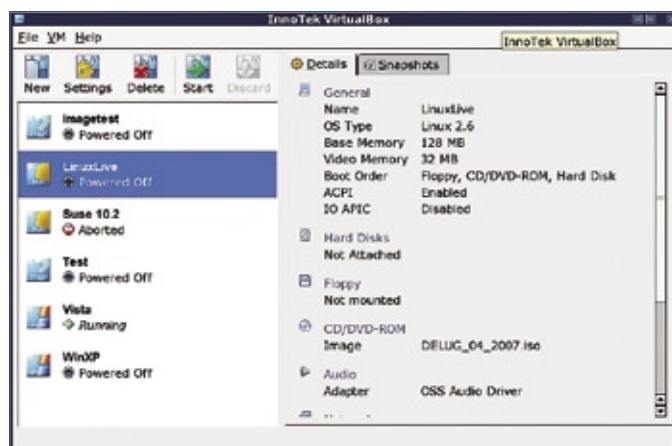 InnoTek VirtualBox
File VM Help
InnoTek VirtualBox
New Settings Delete Start Discard
Details Snapshots
Imagetest
Powered Off
LinuxLive
Powered Off
Suse 10.2
Aborted
Test
Powered Off
Vista
Running
WinXP
Powered Off
General
Name LinuxLive
OS Type Linux 2.6
Base Memory 128 MB
Video Memory 32 MB
Boot Order Floppy, CD/DVD-ROM, Hard Disk
ACPI Enabled
IO APIC Disabled
Hard Disks
Not Attached
Floppy
Not mounted
CD/DVD-ROM
Image DELUG_04_2007.iso
Audio
Adapter OSS Audio Driver